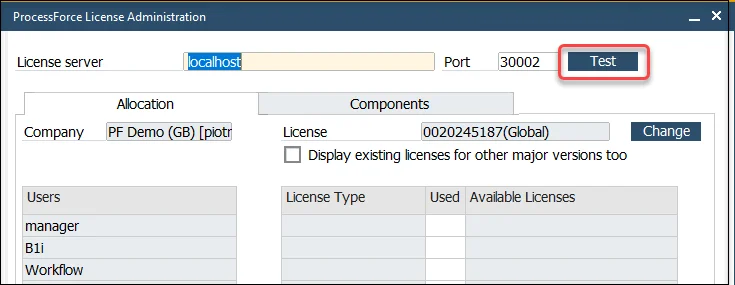 ProcessForce License Administration
License server localhost Port 30002 Test
Allocation Components
Company PF Demo (GB) [piotr License 0020245187(Global) Change
Display existing licenses for other major versions too
Users License Type Used Available Licenses
manager
B1i
Workflow